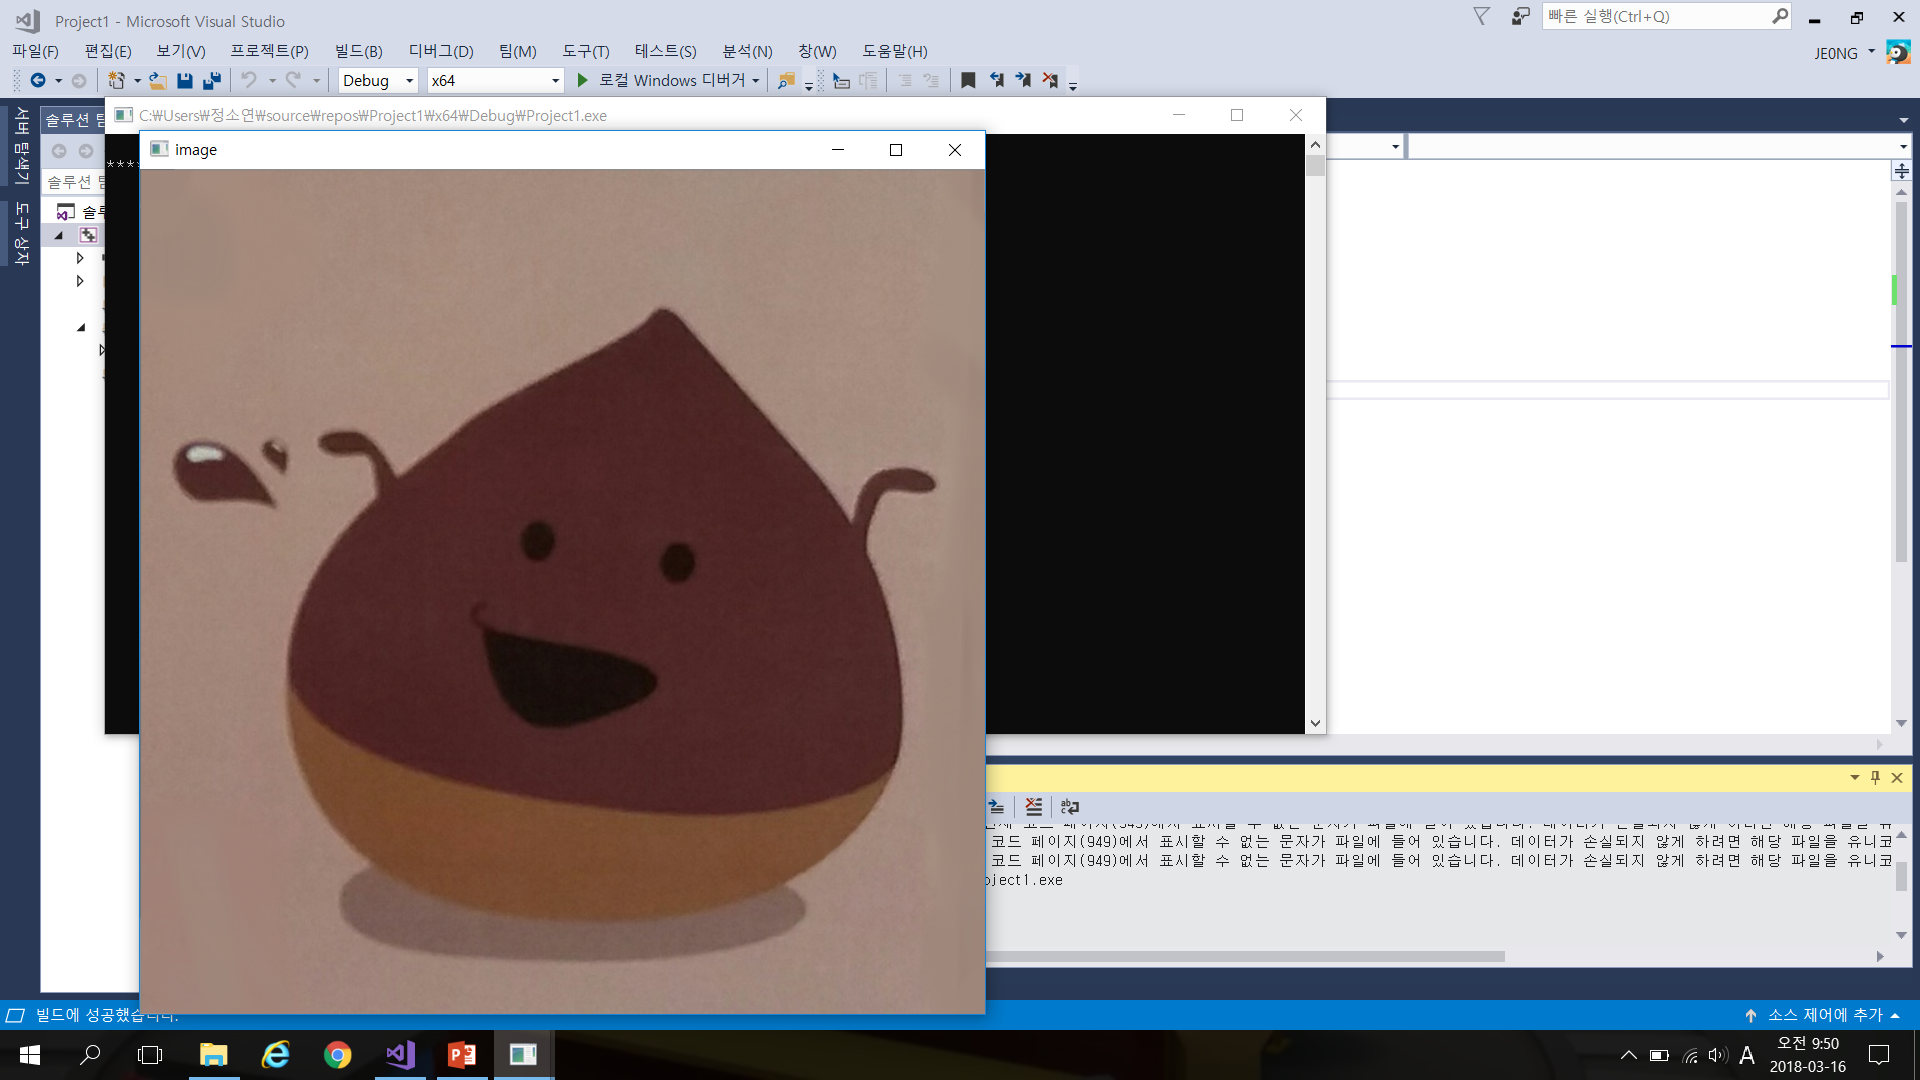 Project1 - Microsoft Visual Studio
빠른 실행(Ctrl+Q)
파일(F) 편집(E) 보기(V) 프로젝트(P) 빌드(B) 디버그(D) 팀(M) 도구(T) 테스트(S) 분석(N) 창(W) 도움말(H)
JE0NG
Debug x64 로컬 Windows 디버거
서버 탐색기
도구 상자
솔루션
C:₩Users₩정소연₩source₩repos₩Project1₩x64₩Debug₩Project1.exe
image
솔루션
코드 페이지(949)에서 표시할 수 없는 문자가 파일에 들어 있습니다. 데이터가 손실되지 않게 하려면 해당 파일을 유니코
코드 페이지(949)에서 표시할 수 없는 문자가 파일에 들어 있습니다. 데이터가 손실되지 않게 하려면 해당 파일을 유니코
oject1.exe
빌드에 성공했습니다.
소스 제어에 추가
A
오전 9:50
2018-03-16